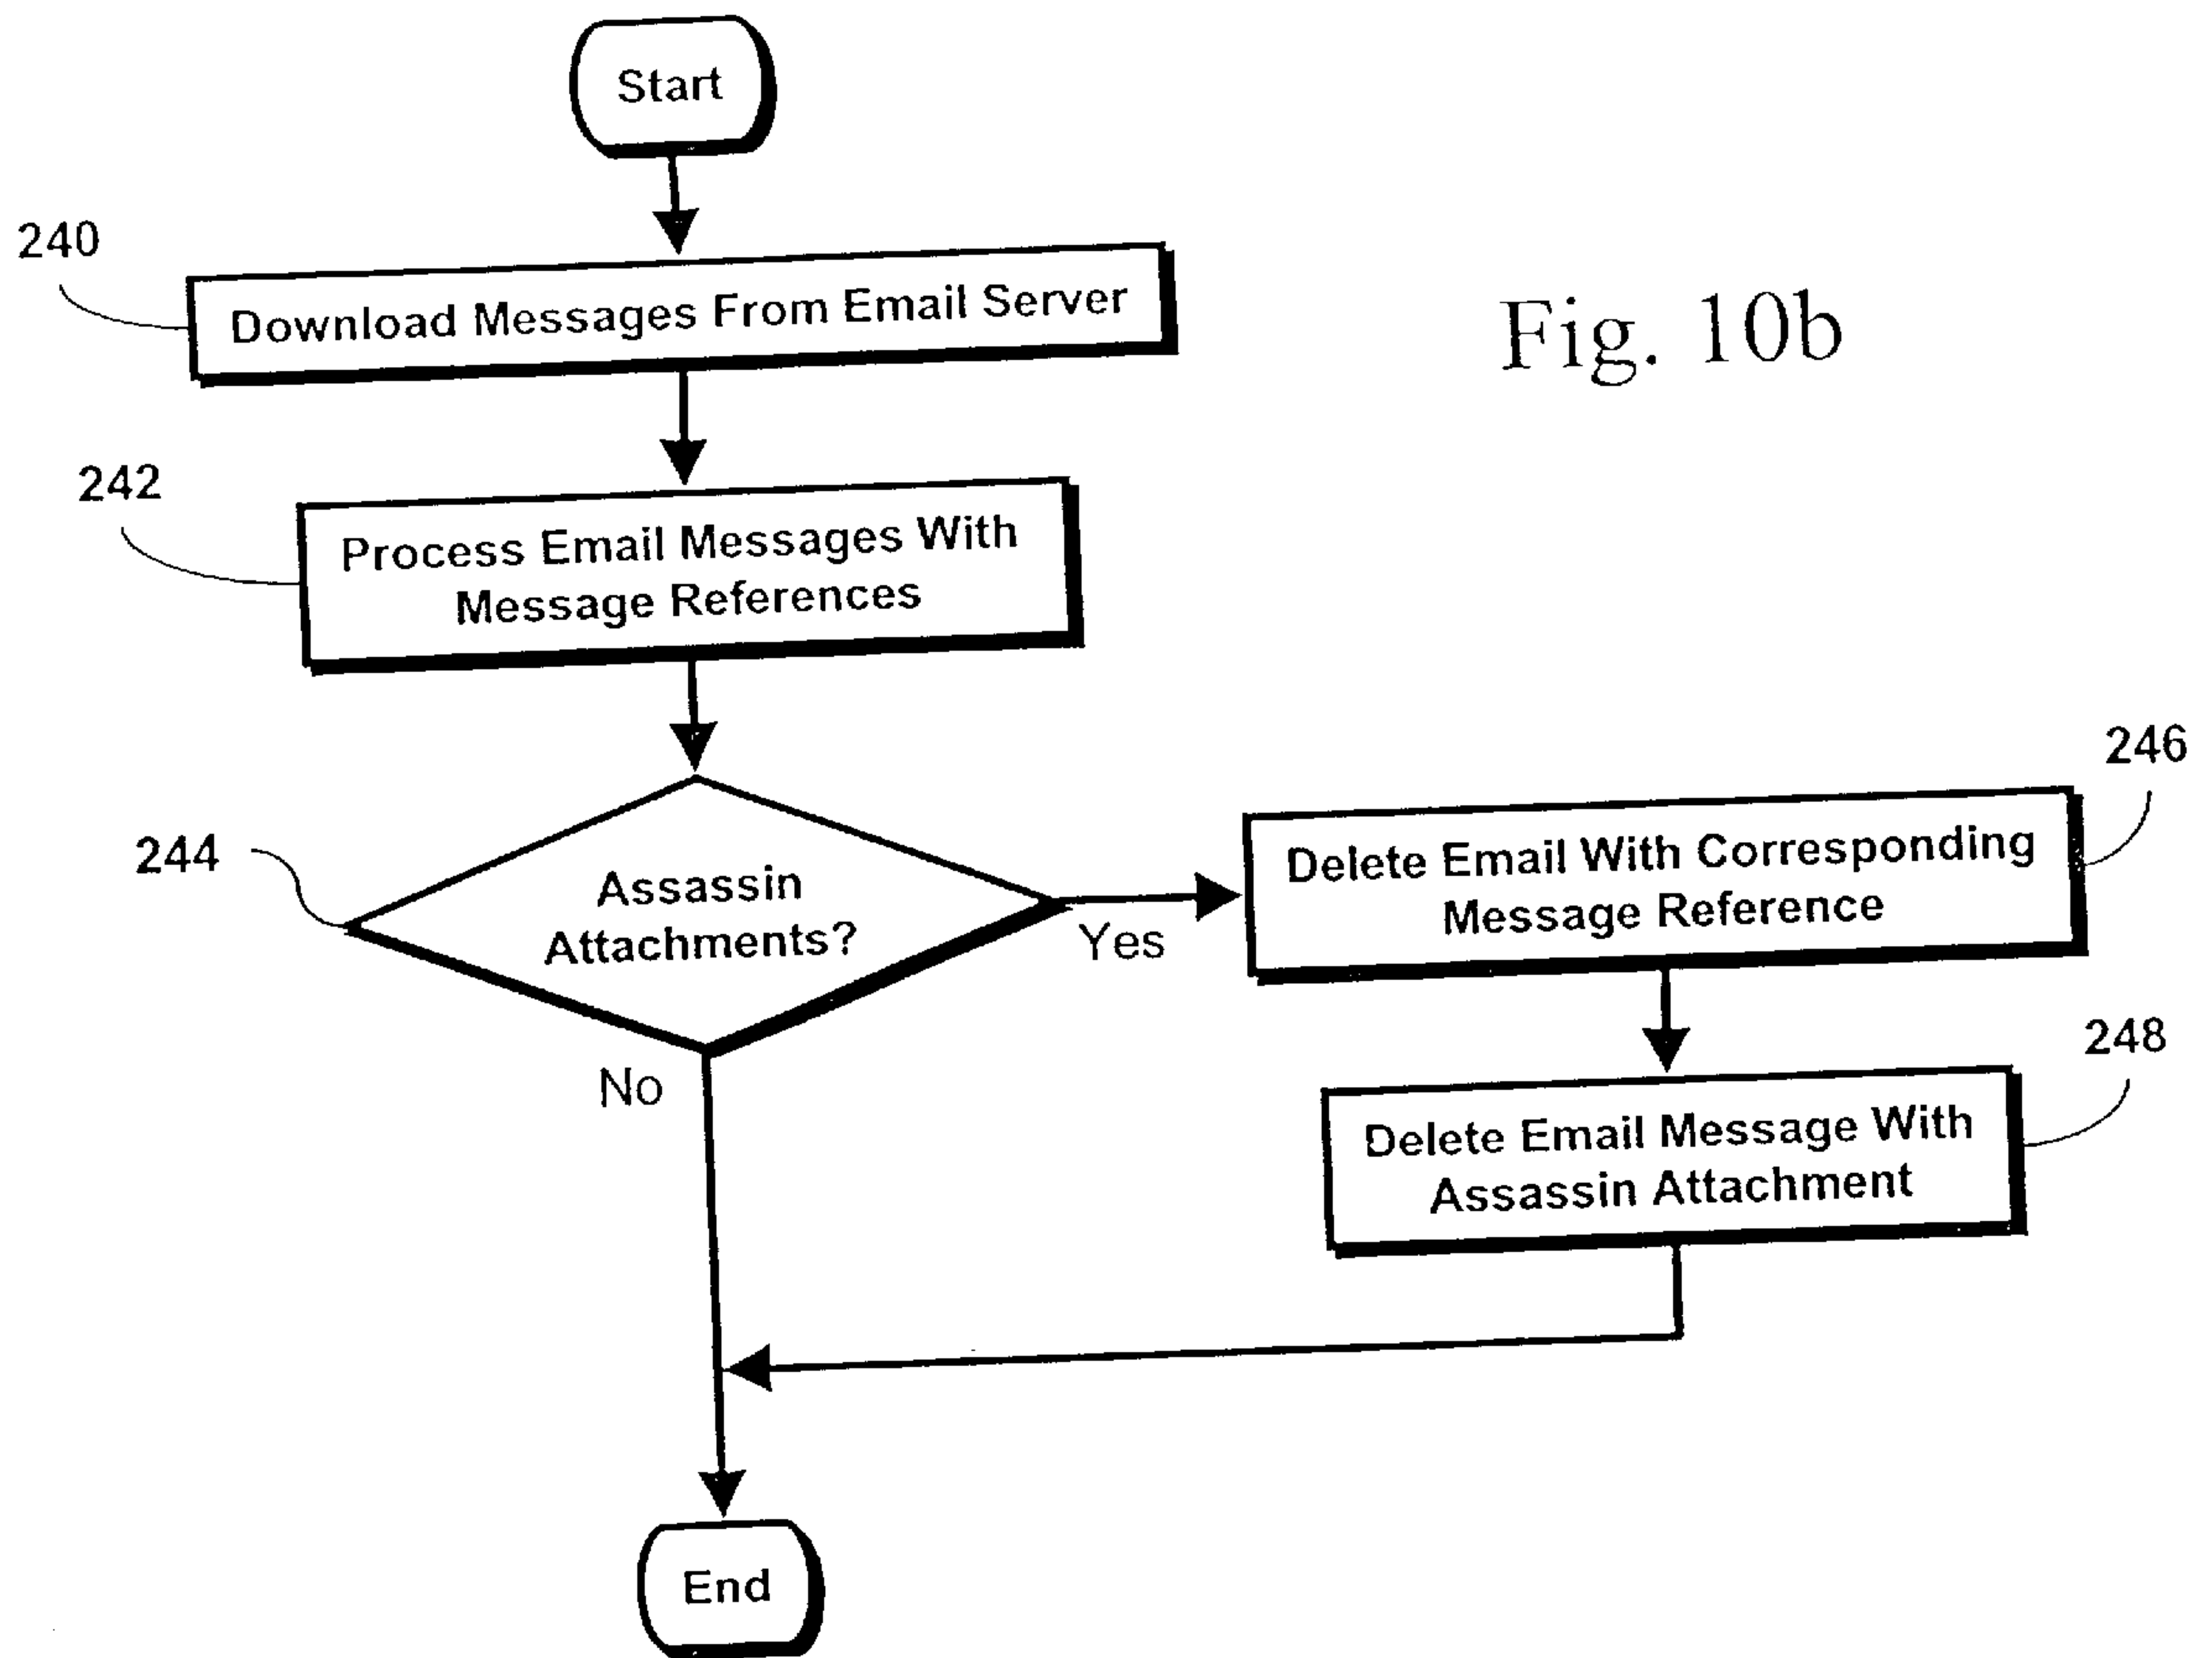 Start
240
Download Messages From Email Server
Fig. 10b
242
Process Email Messages With
Message References
244
Assassin
Attachments?
Yes
No
246
Delete Email With Corresponding
Message Reference
248
Delete Email Message With
Assassin Attachment
End